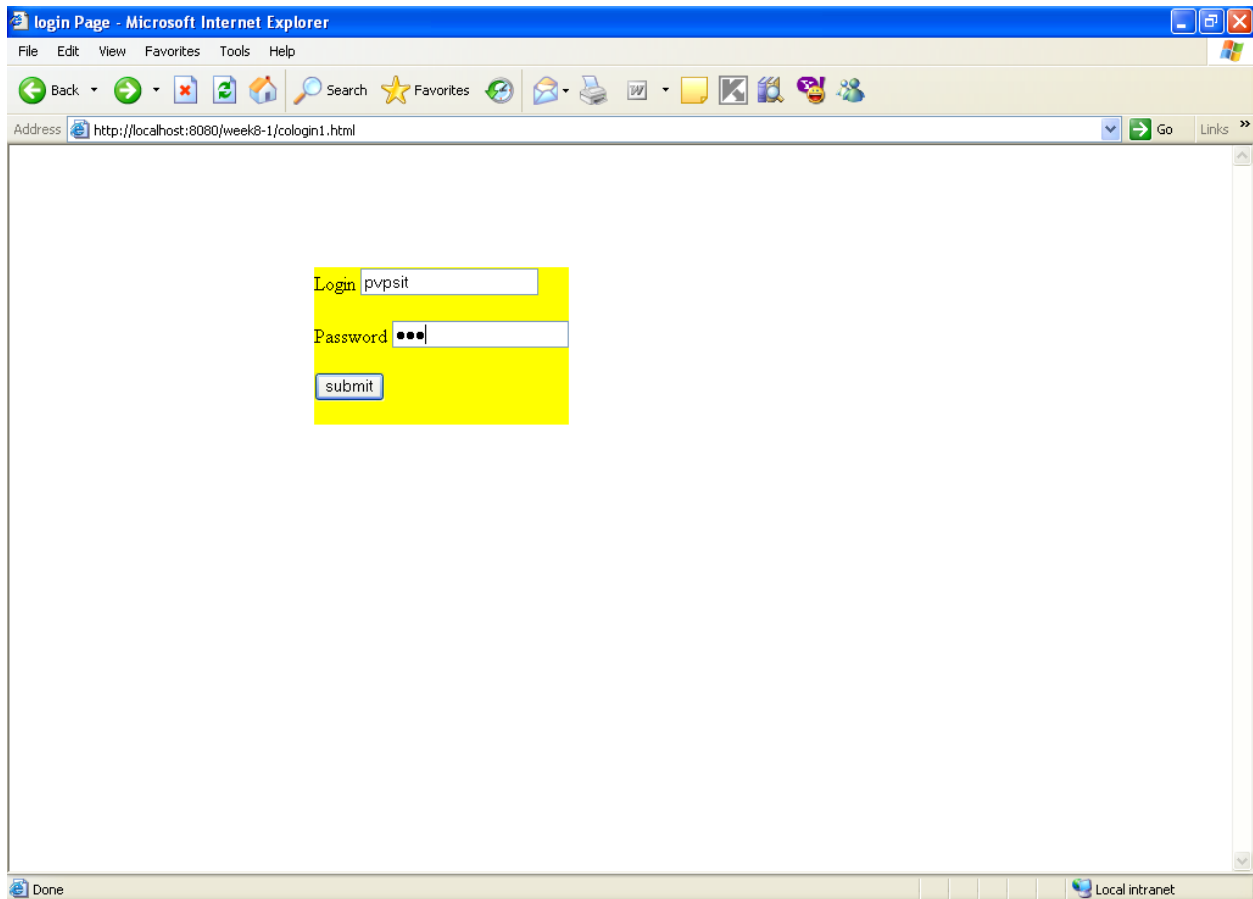 login Page - Microsoft Internet Explorer
File Edit View Favorites Tools Help
Back Search Favorites
Address http://localhost:8080/week8-1/cologin1.html Go Links »
Login pvpsit
Password •••
submit
Done Local intranet